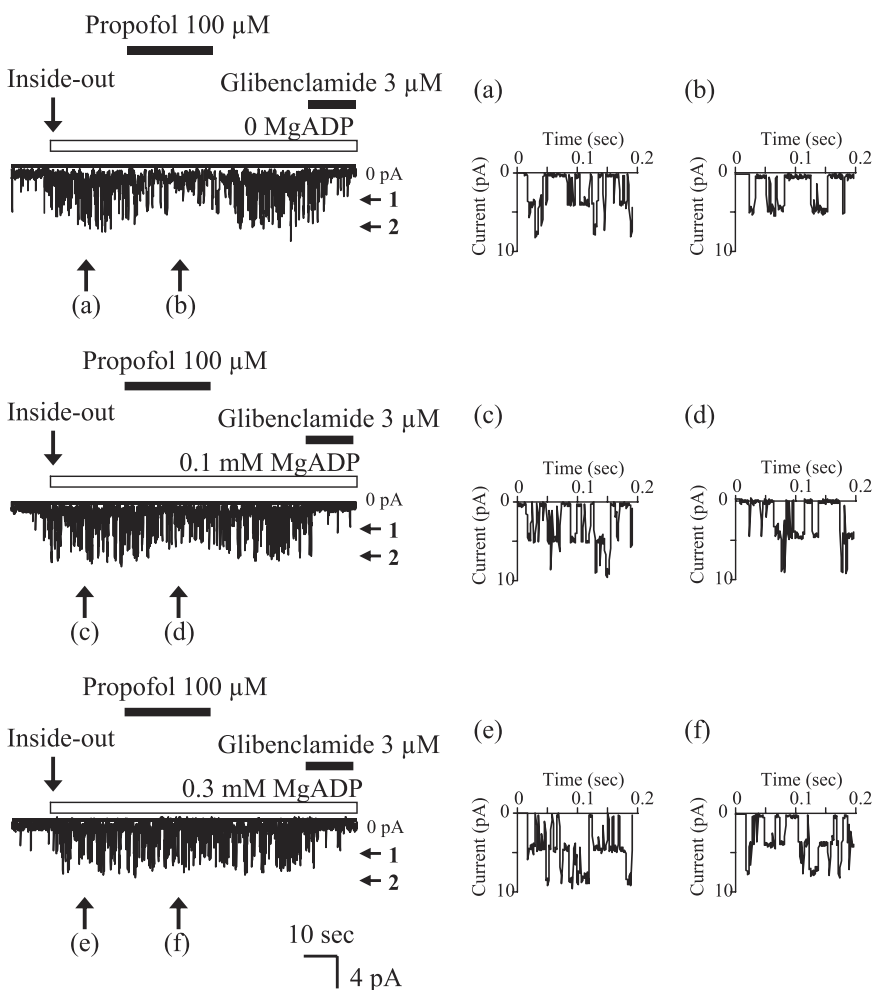 Propofol 100 µM
Inside-out
Glibenclamide 3 µM
0 MgADP
0 pA
1
2
(a)
(b)
(a)
Time (sec)
0
0.1
0.2
0
Current (pA)
10
(b)
Time (sec)
0
0.1
0.2
0
Current (pA)
10
Propofol 100 µM
Inside-out
Glibenclamide 3 µM
0.1 mM MgADP
0 pA
1
2
(c)
(d)
(c)
Time (sec)
0
0.1
0.2
0
Current (pA)
10
(d)
Time (sec)
0
0.1
0.2
0
Current (pA)
10
Propofol 100 µM
Inside-out
Glibenclamide 3 µM
0.3 mM MgADP
0 pA
1
2
(e)
(f)
10 sec
4 pA
(e)
Time (sec)
0
0.1
0.2
0
Current (pA)
10
(f)
Time (sec)
0
0.1
0.2
0
Current (pA)
10